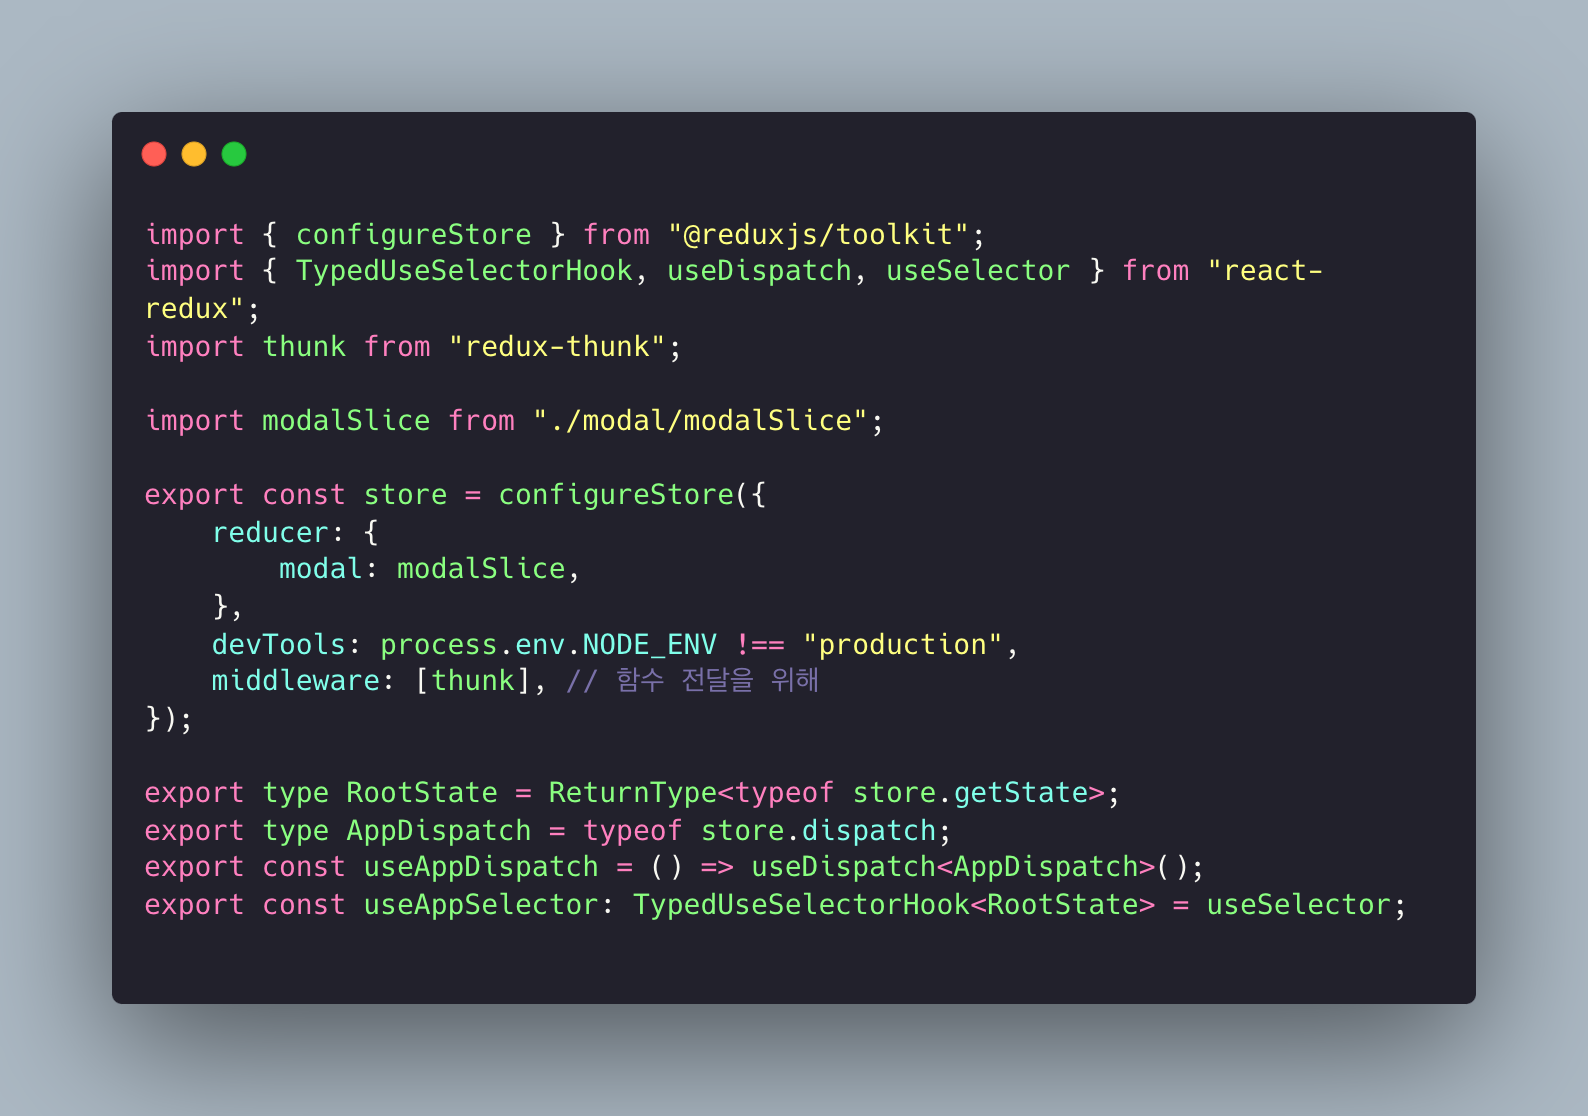 import { configureStore } from "@reduxjs/toolkit";
import { TypedUseSelectorHook, useDispatch, useSelector } from "react-
redux";
import thunk from "redux-thunk";

import modalSlice from "./modal/modalSlice";

export const store = configureStore({
    reducer: {
        modal: modalSlice,
    },
    devTools: process.env.NODE_ENV !== "production",
    middleware: [thunk], // 함수 전달을 위해
});

export type RootState = ReturnType<typeof store.getState>;
export type AppDispatch = typeof store.dispatch;
export const useAppDispatch = () => useDispatch<AppDispatch>();
export const useAppSelector: TypedUseSelectorHook<RootState> = useSelector;